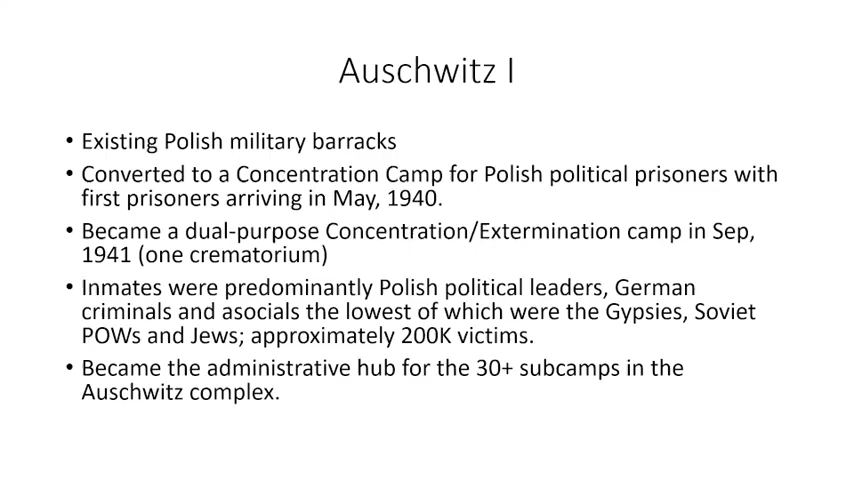 Auschwitz I
• Existing Polish military barracks
• Converted to a Concentration Camp for Polish political prisoners with
first prisoners arriving in May, 1940.
• Became a dual-purpose Concentration/Extermination camp in Sep,
1941 (one crematorium)
• Inmates were predominantly Polish political leaders, German
criminals and asocials the lowest of which were the Gypsies, Soviet
POWs and Jews; approximately 200K victims.
• Became the administrative hub for the 30+ subcamps in the
Auschwitz complex.